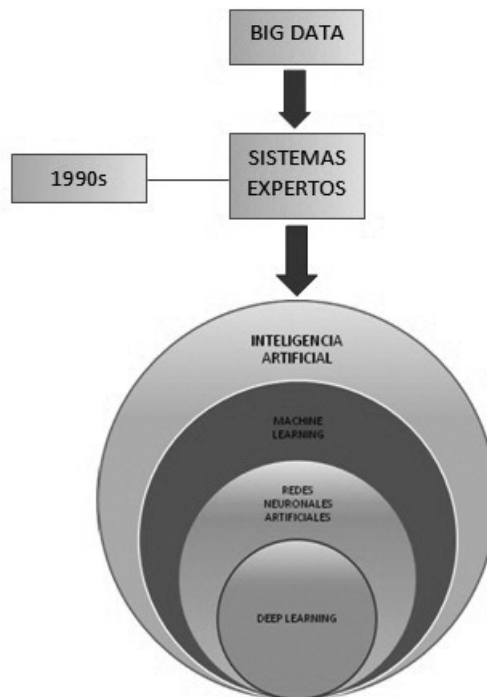 BIG DATA
1990s
SISTEMAS
EXPERTOS
INTELIGENCIA
ARTIFICIAL
MACHINE
LEARNING
REDES
NEURONALES
ARTIFICIALES
DEEP LEARNING